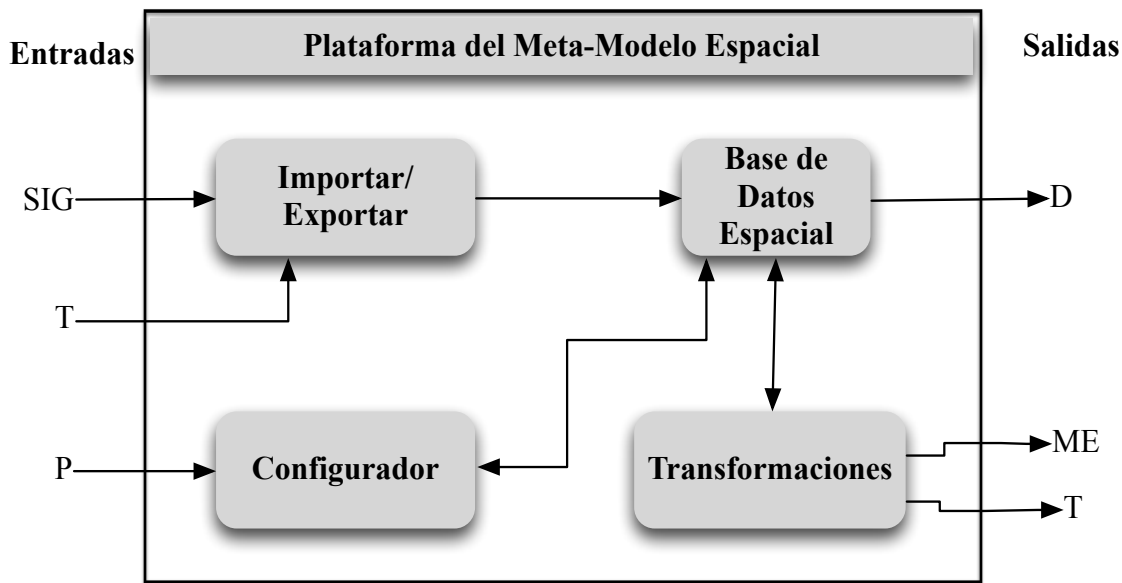 Entradas
Plataforma del Meta-Modelo Espacial
Salidas
SIG
Importar/
Exportar
Base de
Datos
Espacial
D
T
P
Configurador
Transformaciones
ME
T